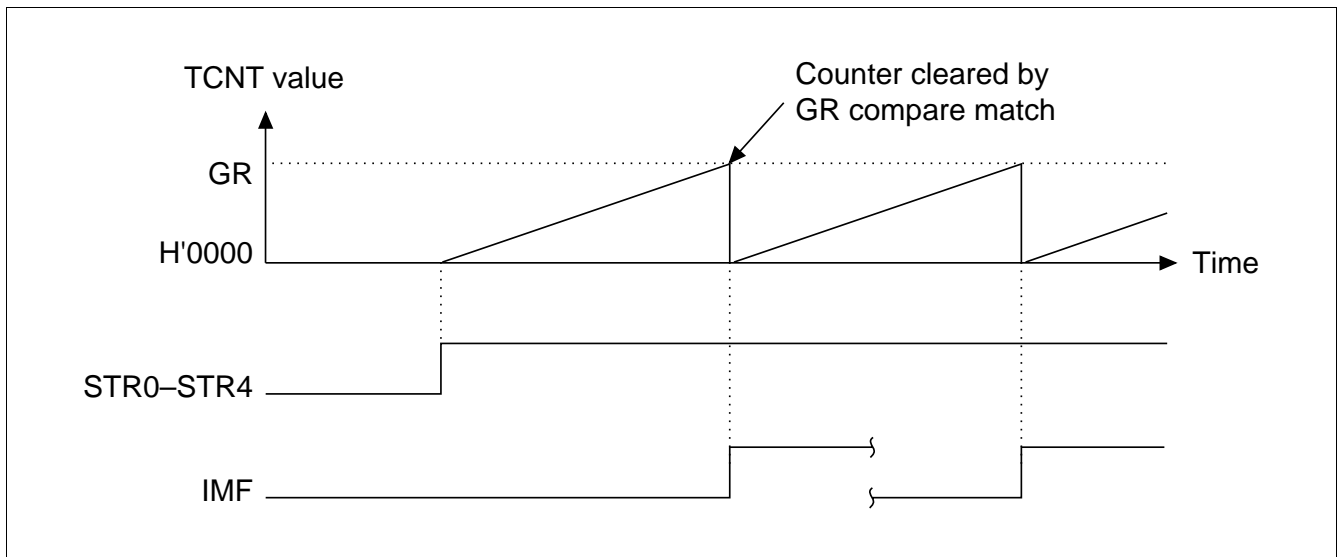 TCNT value
Counter cleared by
GR compare match
GR
H'0000
Time
STR0–STR4
IMF